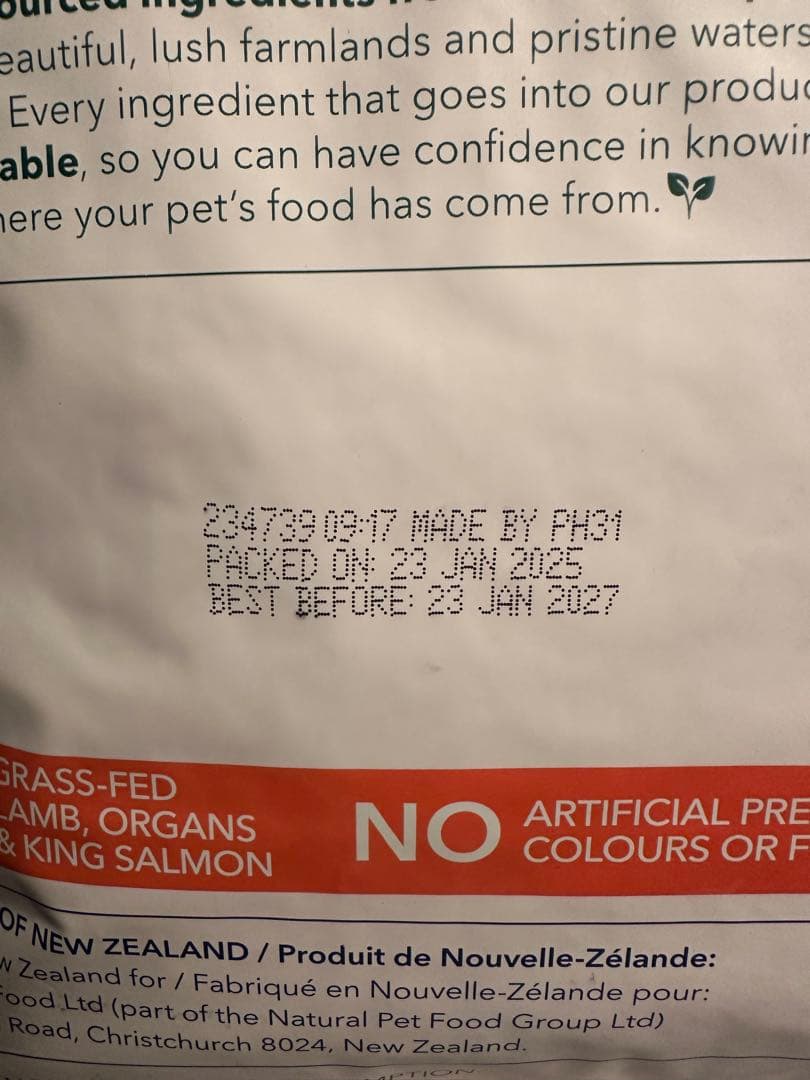 eautiful, lush farmlands and pristine waters
Every ingredient that goes into our produc
able, so you can have confidence in knowin
here your pet's food has come from.
234739 09:17 MADE BY PH31
PACKED ON: 23 JAN 2025
BEST BEFORE: 23 JAN 2027
GRASS-FED
LAMB, ORGANS
& KING SALMON
NO
ARTIFICIAL PRE
COLOURS OR F
OF NEW ZEALAND / Produit de Nouvelle-Zélande:
w Zealand for / Fabriqué en Nouvelle-Zélande pour:
Food Ltd (part of the Natural Pet Food Group Ltd)
Road, Christchurch 8024, New Zealand.